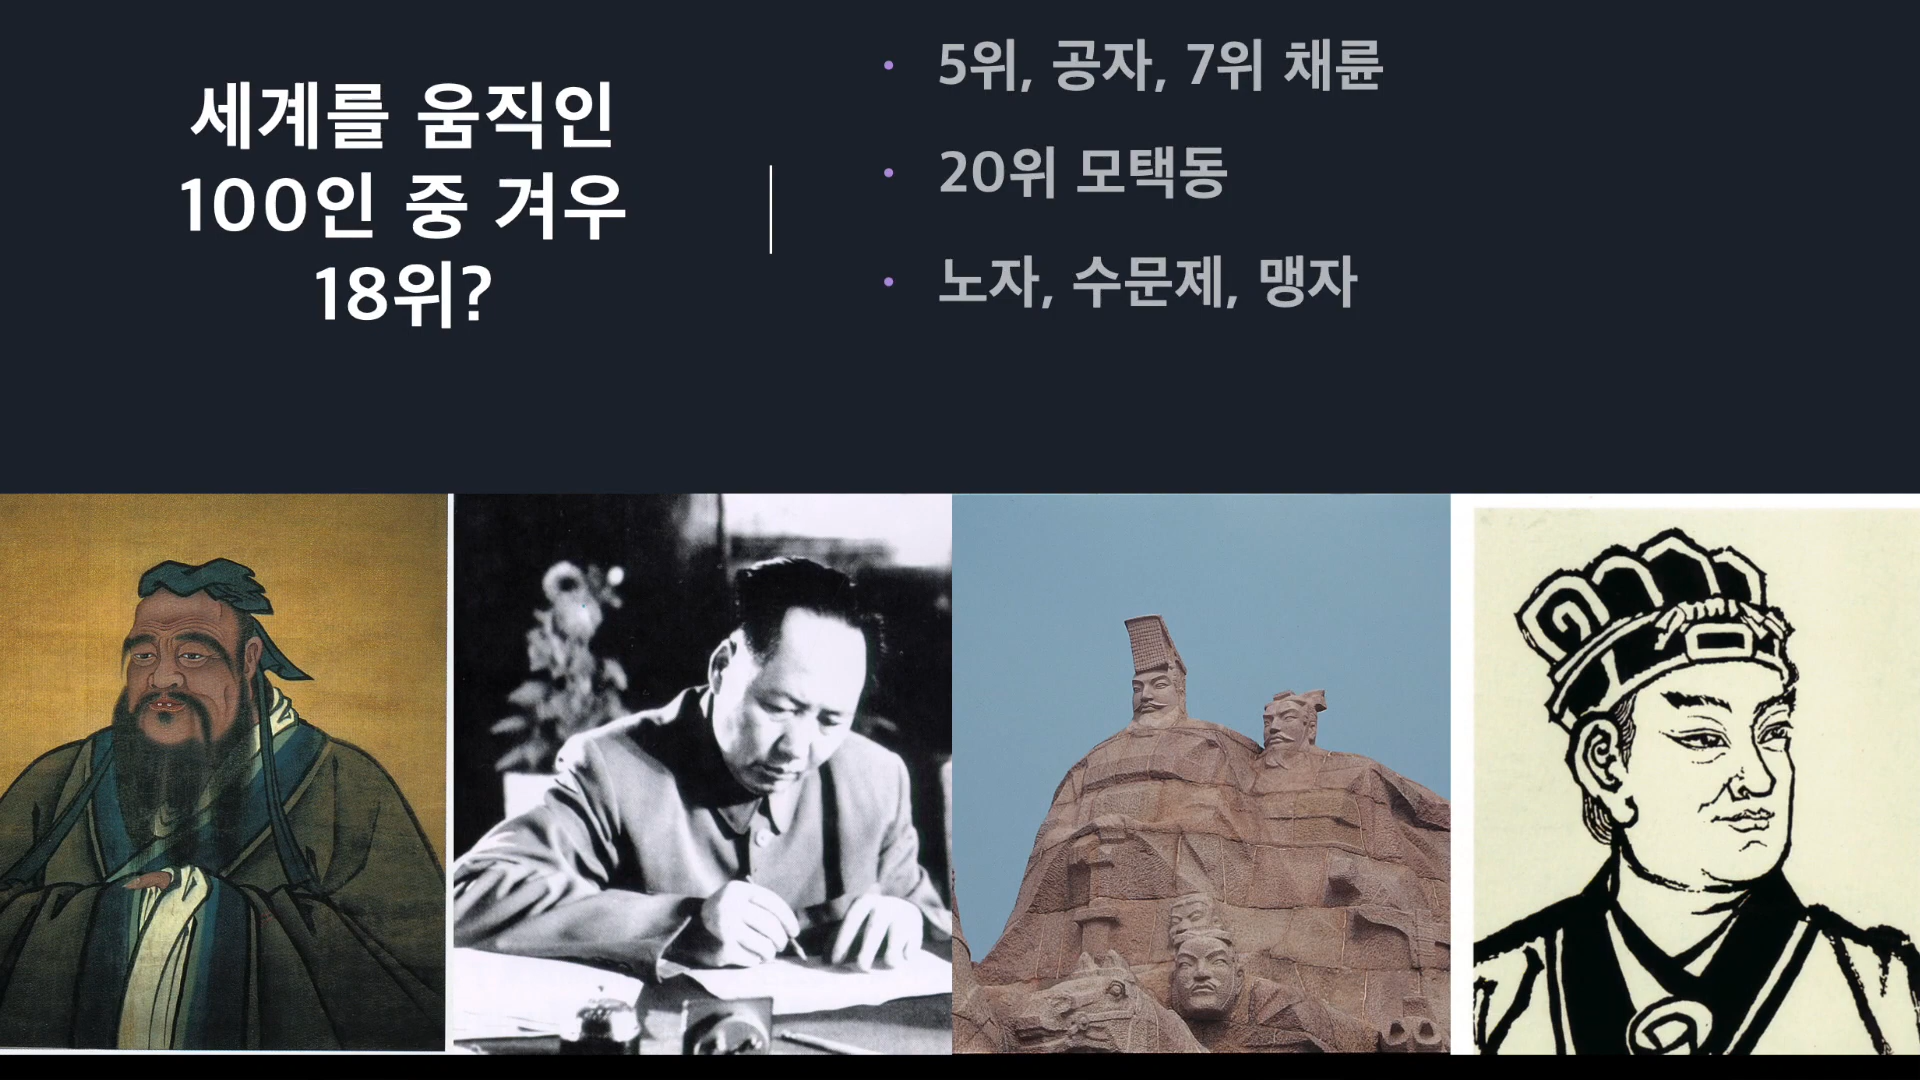 세계를 움직인
100인 중 겨우
18위?
• 5위, 공자, 7위 채륜
• 20위 모택동
• 노자, 수문제, 맹자